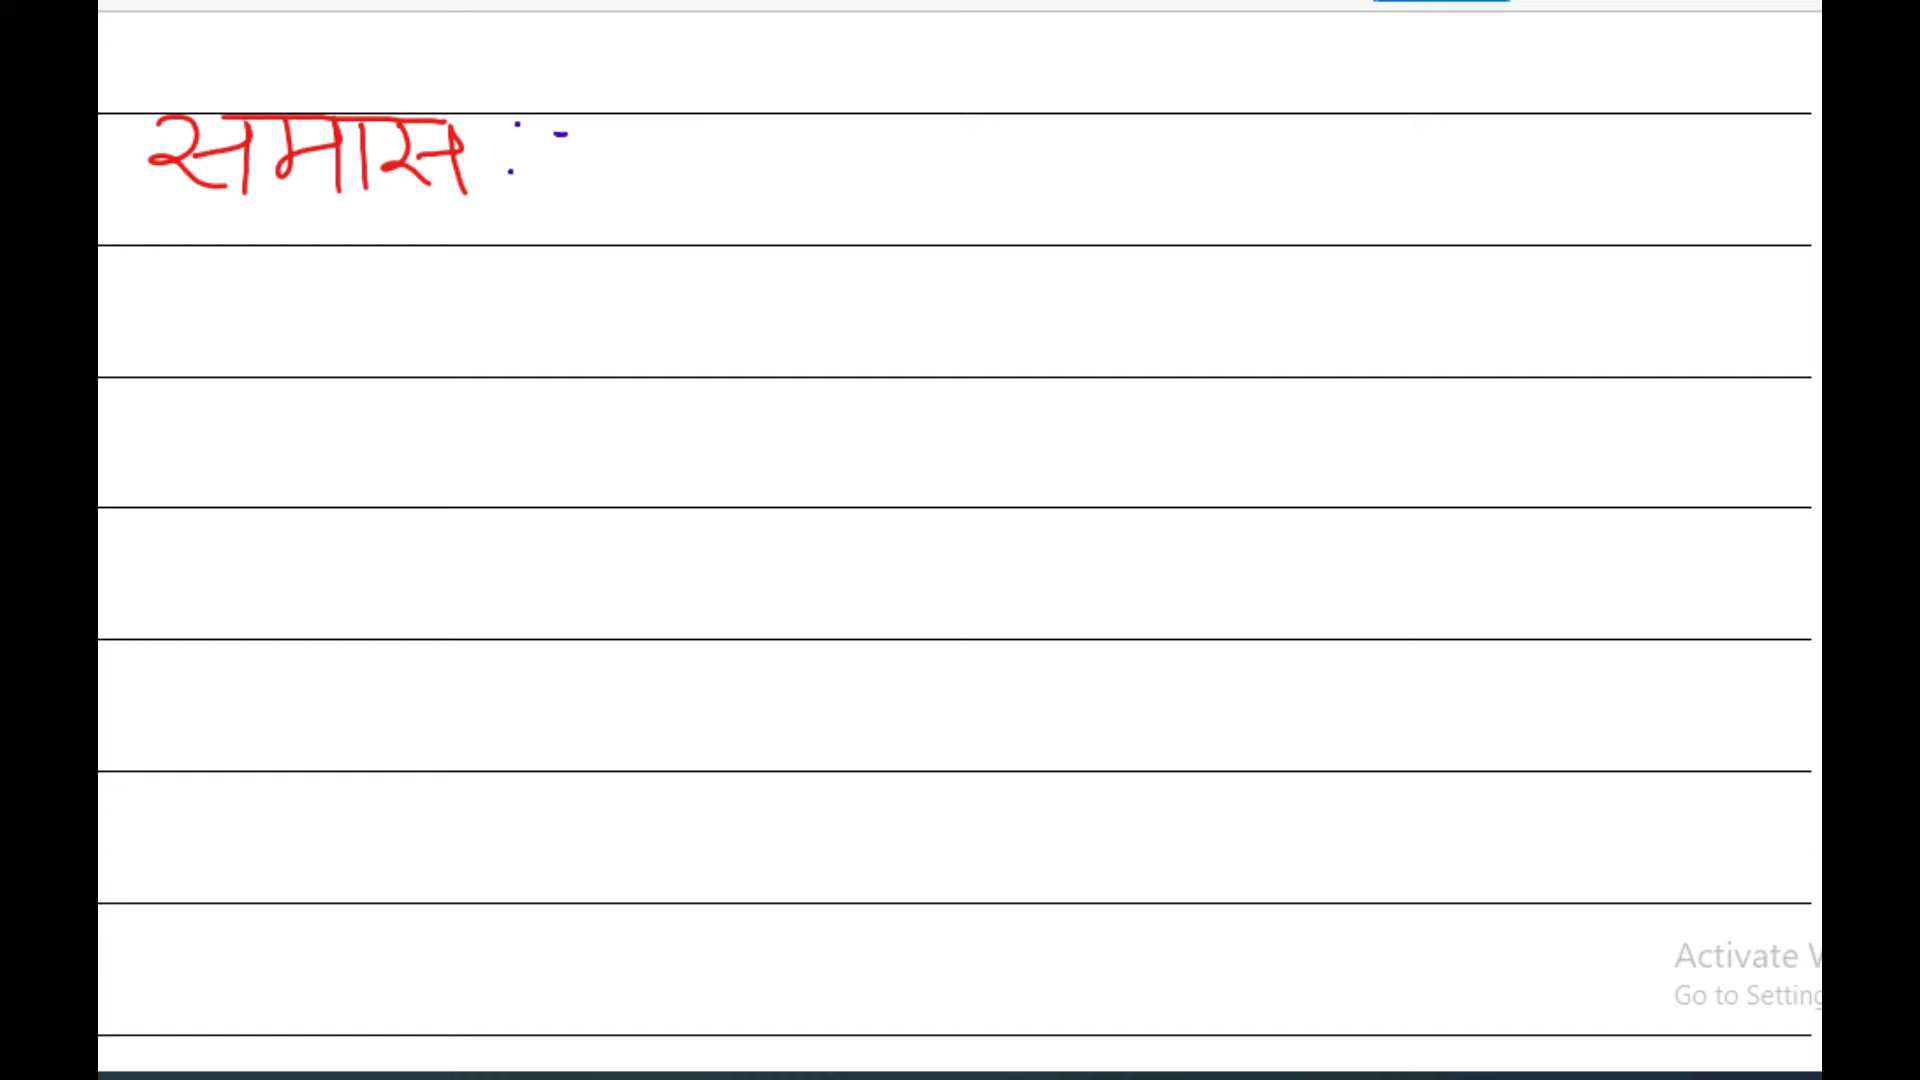 समास :-
Activate
Go to Setting